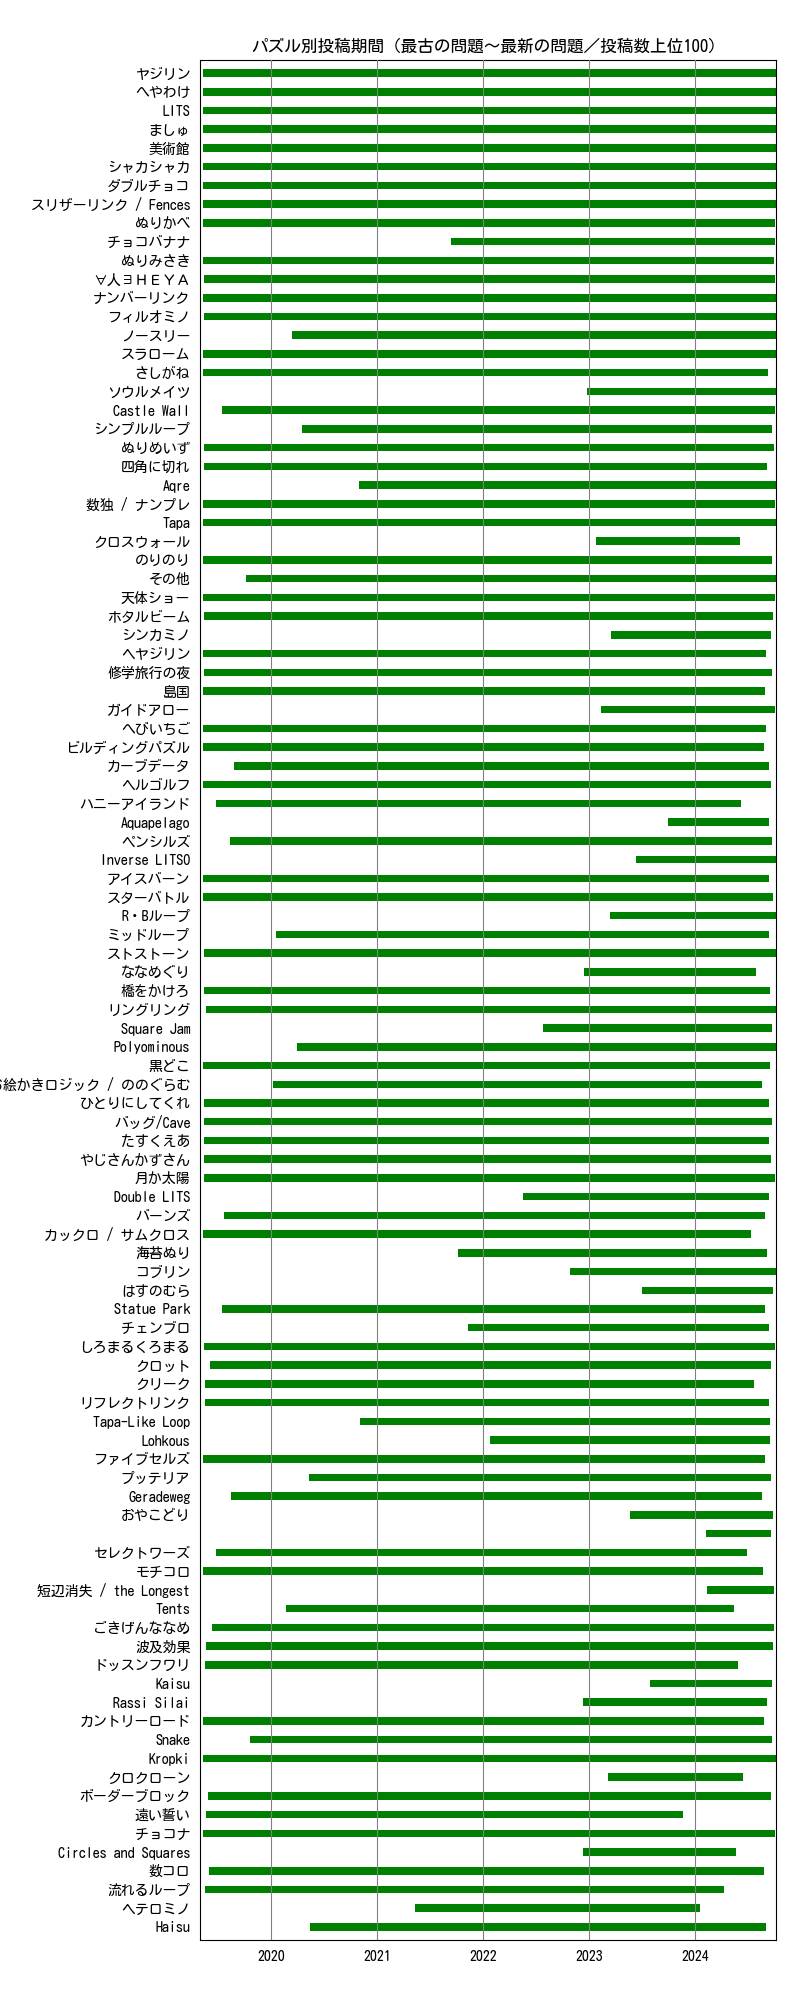 パズル別投稿期間（最古の問題～最新の問題／投稿数上位100）
ヤジリン
へやわけ
LITS
ましゅ
美術館
シャカシャカ
ダブルチョコ
スリザーリンク / Fences
ぬりかべ
チョコバナナ
ぬりみさき
∀人∃ＨＥＹＡ
ナンバーリンク
フィルオミノ
ノースリー
スラローム
さしがね
ソウルメイツ
Castle Wall
シンプルループ
ぬりめいず
四角に切れ
Aqre
数独 / ナンプレ
Tapa
クロスウォール
のりのり
その他
天体ショー
ホタルビーム
シンカミノ
ヘヤジリン
修学旅行の夜
島国
ガイドアロー
へびいちご
ビルディングパズル
カーブデータ
ヘルゴルフ
ハニーアイランド
Aquapelago
ペンシルズ
Inverse LITSO
アイスバーン
スターバトル
R・Bループ
ミッドループ
ストストーン
ななめぐり
橋をかけろ
リングリング
Square Jam
Polyominous
黒どこ
絵かきロジック / ののぐらむ
ひとりにしてくれ
バッグ/Cave
たすくえあ
やじさんかずさん
月か太陽
Double LITS
バーンズ
カックロ / サムクロス
海苔ぬり
コブリン
はすのむら
Statue Park
チェンブロ
しろまるくろまる
クロット
クリーク
リフレクトリンク
Tapa-Like Loop
Lohkous
ファイブセルズ
プッテリア
Geradeweg
おやこどり
セレクトワーズ
モチコロ
短辺消失 / the Longest
Tents
ごきげんななめ
波及効果
ドッスンフワリ
Kaisu
Rassi Silai
カントリーロード
Snake
Kropki
クロクローン
ボーダーブロック
遠い誓い
チョコナ
Circles and Squares
数コロ
流れるループ
ヘテロミノ
Haisu
2020 2021 2022 2023 2024